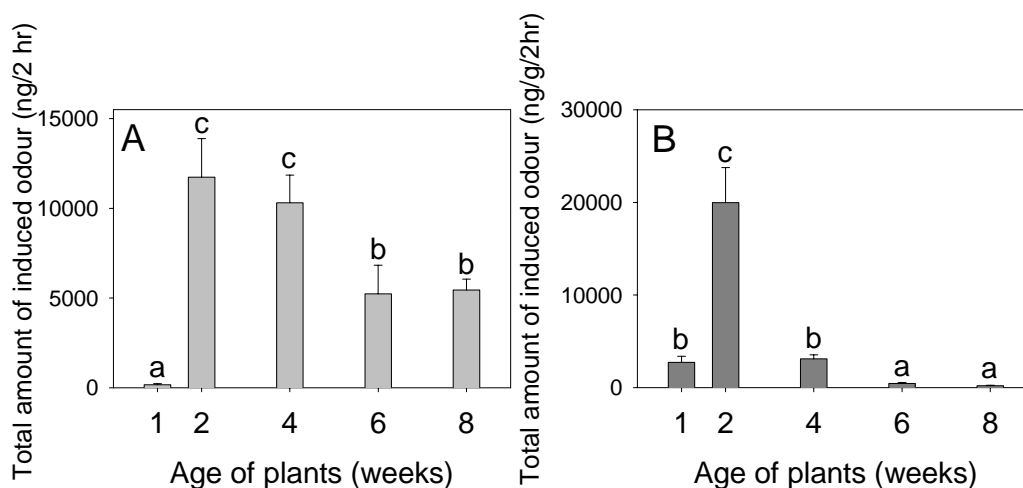 Total amount of induced odour (ng/2 hr)
15000
10000
5000
0
A
a
c
c
b
b
1 2 4 6 8
Age of plants (weeks)
Total amount of induced odour (ng/g/2hr)
30000
20000
10000
0
B
b
c
b
a
a
1 2 4 6 8
Age of plants (weeks)